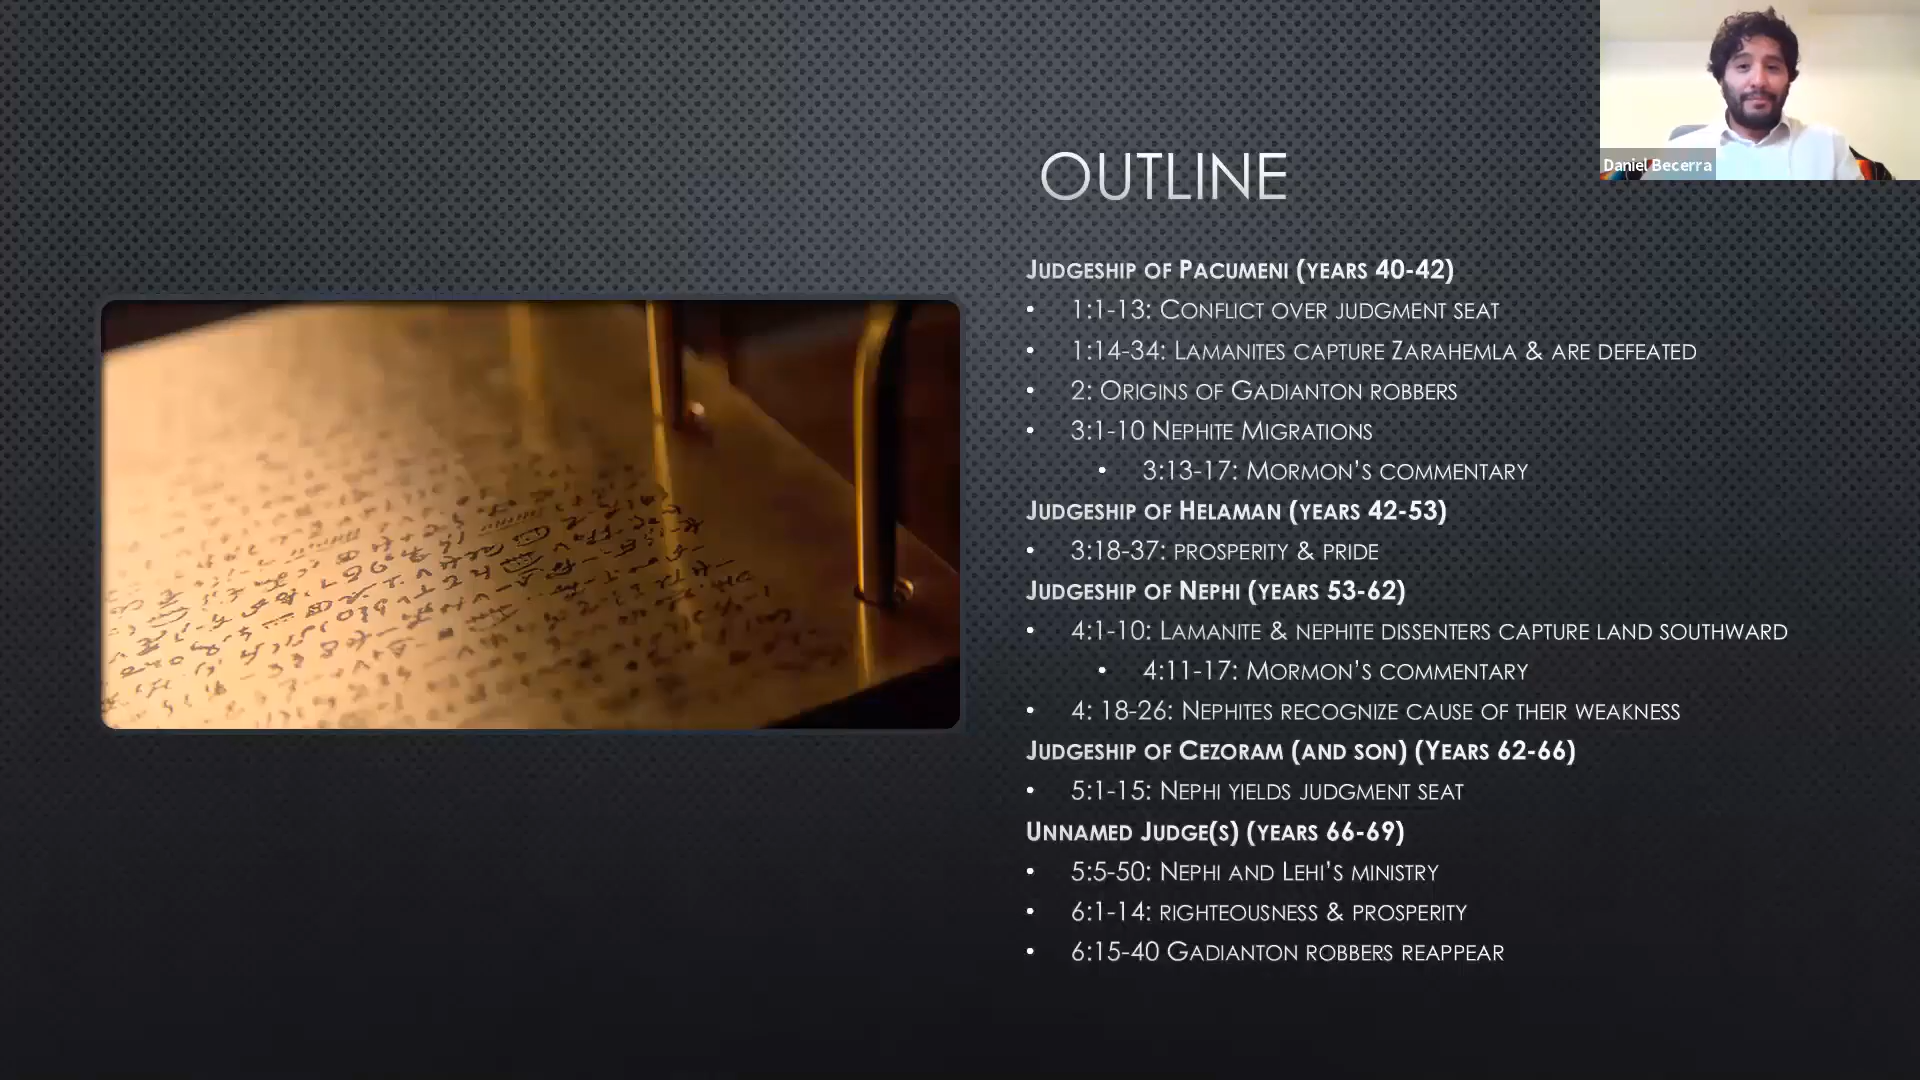 Daniel Becerra
OUTLINE
JUDGESHIP OF PACUMENI (YEARS 40-42)
• 1:1-13: CONFLICT OVER JUDGMENT SEAT
• 1:14-34: LAMANITES CAPTURE ZARAHEMLA & ARE DEFEATED
• 2: ORIGINS OF GADIANTON ROBBERS
• 3:1-10 NEPHITE MIGRATIONS
• 3:13-17: MORMON'S COMMENTARY
JUDGESHIP OF HELAMAN (YEARS 42-53)
• 3:18-37: PROSPERITY & PRIDE
JUDGESHIP OF NEPHI (YEARS 53-62)
• 4:1-10: LAMANITE & NEPHITE DISSENTERS CAPTURE LAND SOUTHWARD
• 4:11-17: MORMON'S COMMENTARY
• 4: 18-26: NEPHITES RECOGNIZE CAUSE OF THEIR WEAKNESS
JUDGESHIP OF CEZORAM (AND SON) (YEARS 62-66)
• 5:1-15: NEPHI YIELDS JUDGMENT SEAT
UNNAMED JUDGE(S) (YEARS 66-69)
• 5:5-50: NEPHI AND LEHI'S MINISTRY
• 6:1-14: RIGHTEOUSNESS & PROSPERITY
• 6:15-40 GADIANTON ROBBERS REAPPEAR